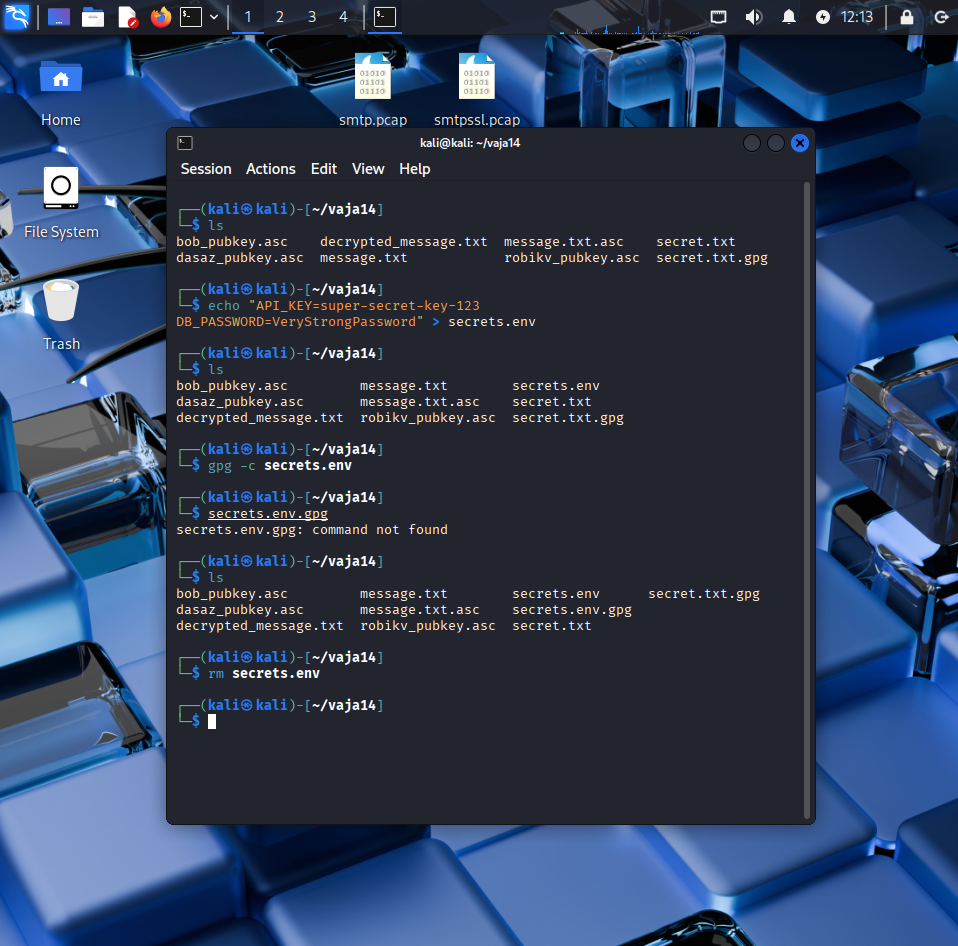 1 2 3 4 12:13
Home
smtp.pcap smtpssl.pcap
File System
Trash
kali@kali: ~/vaja14
Session Actions Edit View Help
┌──(kali㉿kali)-[~/vaja14]
└─$ ls
bob_pubkey.asc decrypted_message.txt message.txt.asc secret.txt
dasaz_pubkey.asc message.txt robikv_pubkey.asc secret.txt.gpg
┌──(kali㉿kali)-[~/vaja14]
└─$ echo "API_KEY=super-secret-key-123
DB_PASSWORD=VeryStrongPassword" > secrets.env
┌──(kali㉿kali)-[~/vaja14]
└─$ ls
bob_pubkey.asc message.txt secrets.env
dasaz_pubkey.asc message.txt.asc secret.txt
decrypted_message.txt robikv_pubkey.asc secret.txt.gpg
┌──(kali㉿kali)-[~/vaja14]
└─$ gpg -c secrets.env
┌──(kali㉿kali)-[~/vaja14]
└─$ secrets.env.gpg
secrets.env.gpg: command not found
┌──(kali㉿kali)-[~/vaja14]
└─$ ls
bob_pubkey.asc message.txt secrets.env secret.txt.gpg
dasaz_pubkey.asc message.txt.asc secrets.env.gpg
decrypted_message.txt robikv_pubkey.asc secret.txt
┌──(kali㉿kali)-[~/vaja14]
└─$ rm secrets.env
┌──(kali㉿kali)-[~/vaja14]
└─$